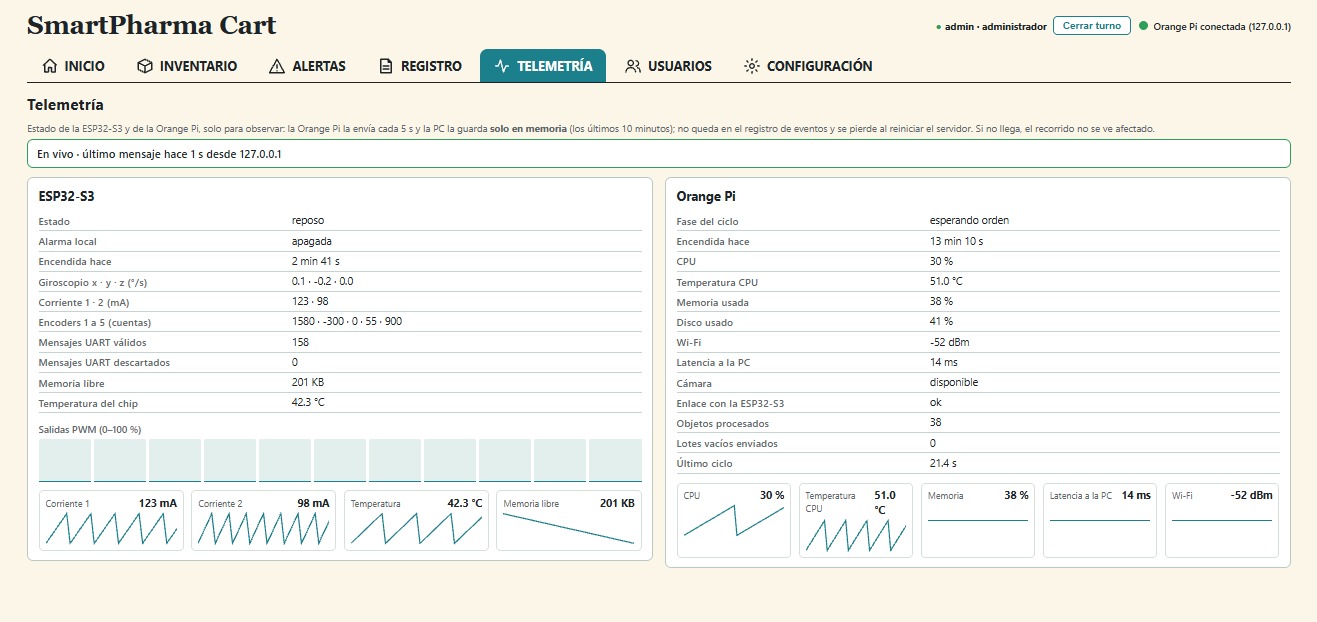 SmartPharma Cart
• admin · administrador
Cerrar turno
Orange Pi conectada (127.0.0.1)
INICIO
INVENTARIO
ALERTAS
REGISTRO
TELEMETRÍA
USUARIOS
CONFIGURACIÓN
Telemetría
Estado de la ESP32-S3 y de la Orange Pi, solo para observar: la Orange Pi la envía cada 5 s y la PC la guarda solo en memoria (los últimos 10 minutos); no queda en el registro de eventos y se pierde al reiniciar el servidor. Si no llega, el recorrido no se ve afectado.
En vivo · último mensaje hace 1 s desde 127.0.0.1
ESP32-S3
Estado reposo
Alarma local apagada
Encendida hace 2 min 41 s
Giroscopio x · y · z (°/s) 0.1 · -0.2 · 0.0
Corriente 1 · 2 (mA) 123 · 98
Encoders 1 a 5 (cuentas) 1580 · -300 · 0 · 55 · 900
Mensajes UART válidos 158
Mensajes UART descartados 0
Memoria libre 201 KB
Temperatura del chip 42.3 °C
Salidas PWM (0–100 %)
Corriente 1 123 mA
Corriente 2 98 mA
Temperatura 42.3 °C
Memoria libre 201 KB
Orange Pi
Fase del ciclo esperando orden
Encendida hace 13 min 10 s
CPU 30 %
Temperatura CPU 51.0 °C
Memoria usada 38 %
Disco usado 41 %
Wi-Fi -52 dBm
Latencia a la PC 14 ms
Cámara disponible
Enlace con la ESP32-S3 ok
Objetos procesados 38
Lotes vacíos enviados 0
Último ciclo 21.4 s
CPU 30 %
Temperatura 51.0
CPU °C
Memoria 38 %
Latencia a la PC 14 ms
Wi-Fi -52 dBm